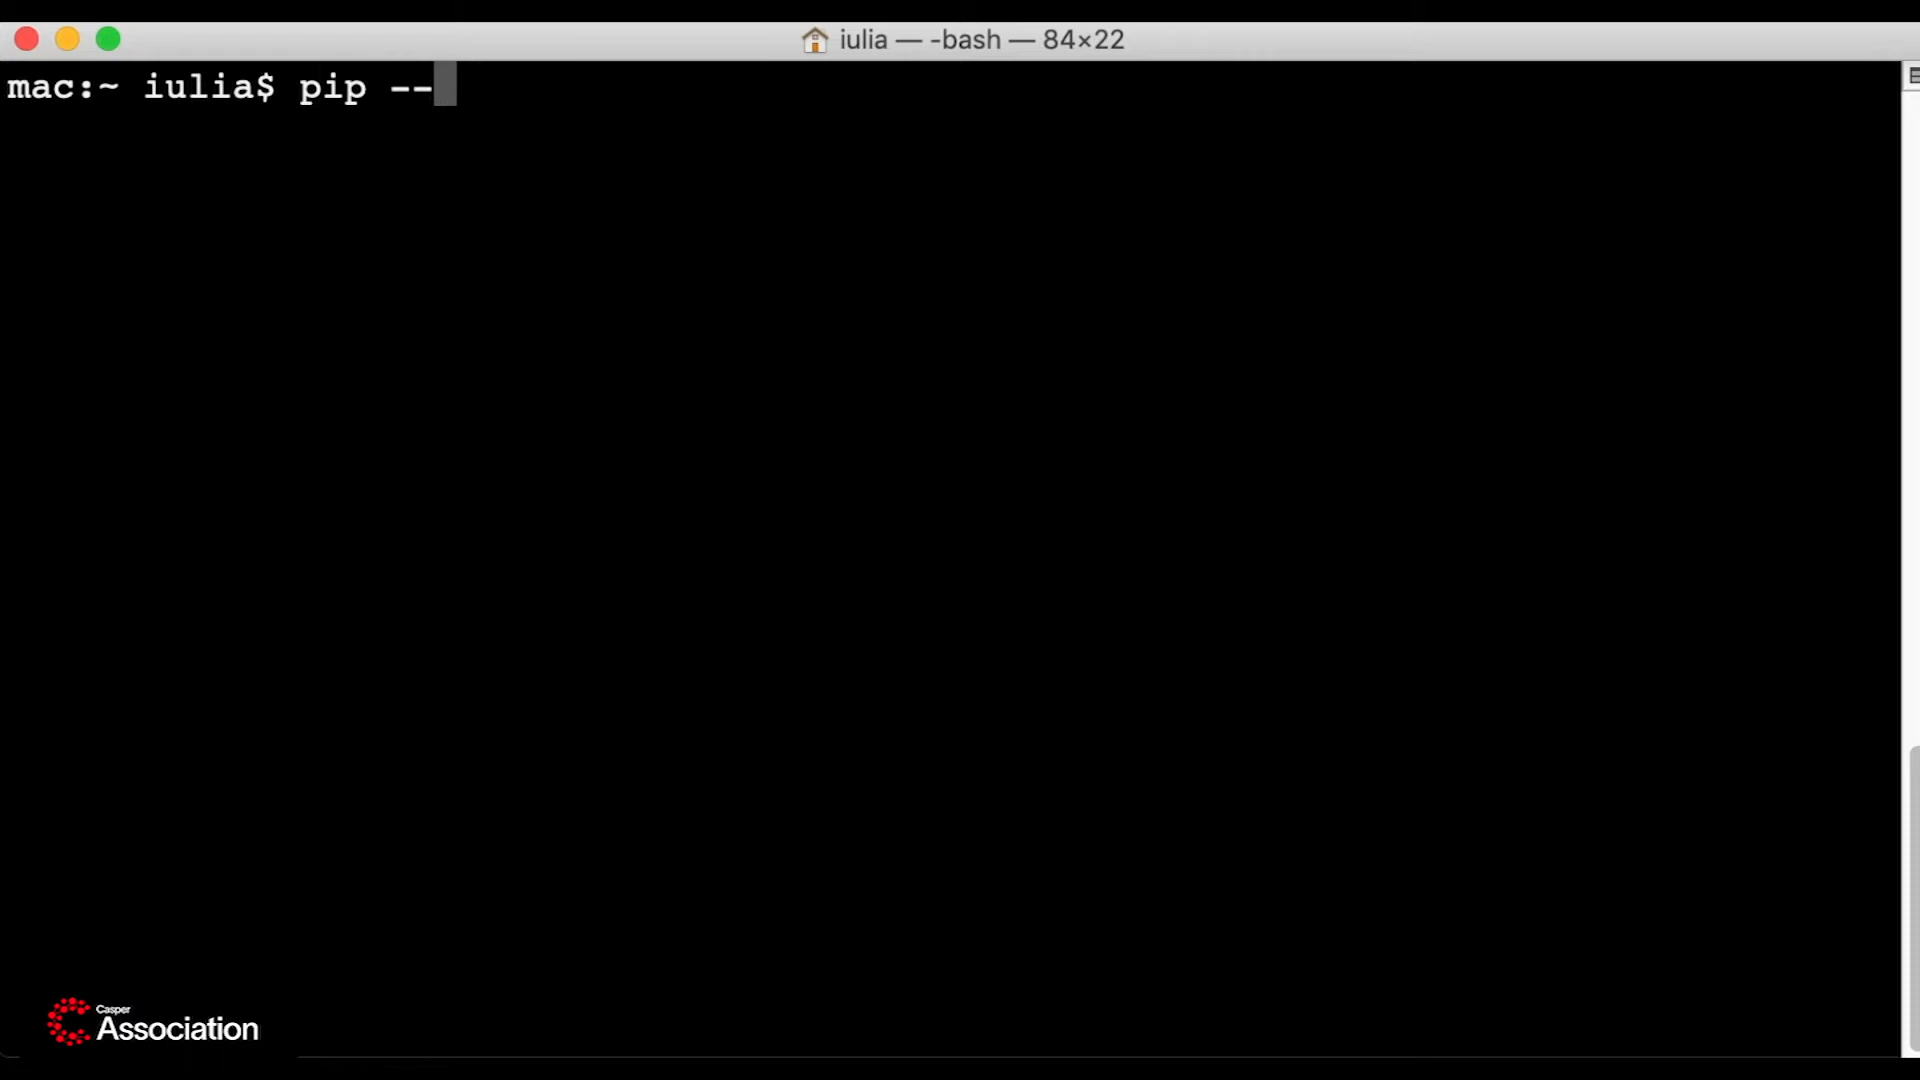 iulia — -bash — 84×22
mac:~ iulia$ pip --
Casper
Association